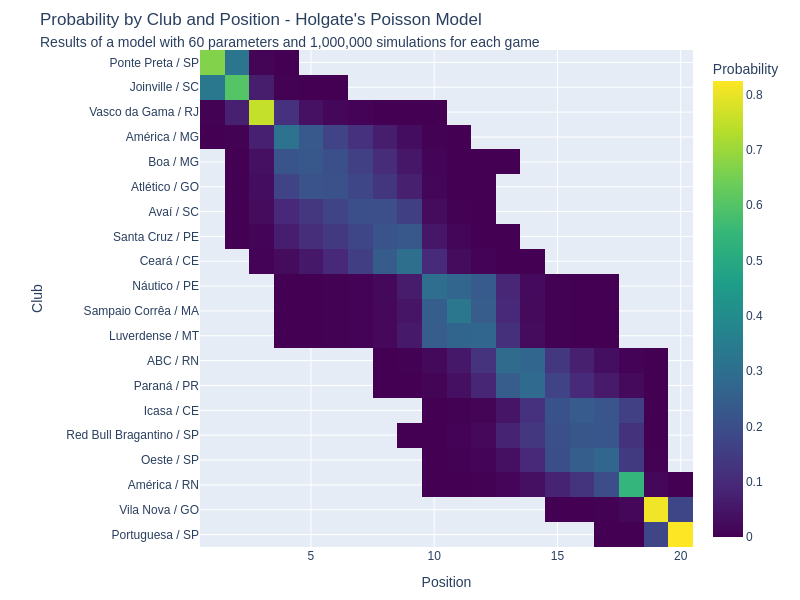 Probability by Club and Position - Holgate's Poisson Model
Results of a model with 60 parameters and 1,000,000 simulations for each game
Probability
Club
Ponte Preta / SP
Joinville / SC
Vasco da Gama / RJ
América / MG
Boa / MG
Atlético / GO
Avaí / SC
Santa Cruz / PE
Ceará / CE
Náutico / PE
Sampaio Corrêa / MA
Luverdense / MT
ABC / RN
Paraná / PR
Icasa / CE
Red Bull Bragantino / SP
Oeste / SP
América / RN
Vila Nova / GO
Portuguesa / SP
0.8
0.7
0.6
0.5
0.4
0.3
0.2
0.1
0
5 10 15 20
Position